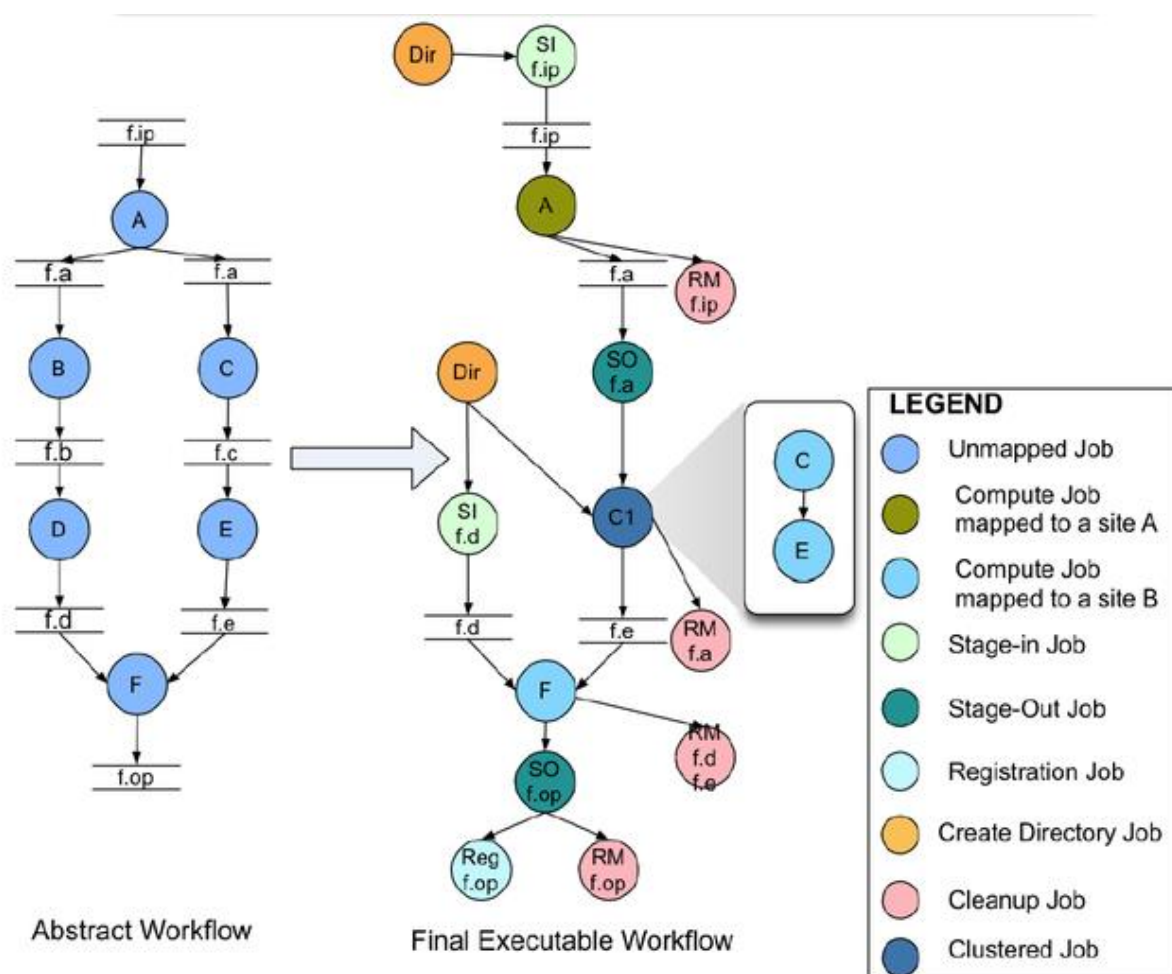 f.ip
A
f.a
f.a
B
C
f.b
f.c
D
E
f.d
f.e
F
f.op
Abstract Workflow
Dir
SI
f.ip
f.ip
A
f.a
RM
f.ip
SO
f.a
Dir
SI
f.d
C1
C
E
f.d
f.e
RM
f.a
F
RM
f.d
f.e
SO
f.op
Reg
f.op
RM
f.op
Final Executable Workflow
LEGEND
Unmapped Job
Compute Job
mapped to a site A
Compute Job
mapped to a site B
Stage-in Job
Stage-Out Job
Registration Job
Create Directory Job
Cleanup Job
Clustered Job